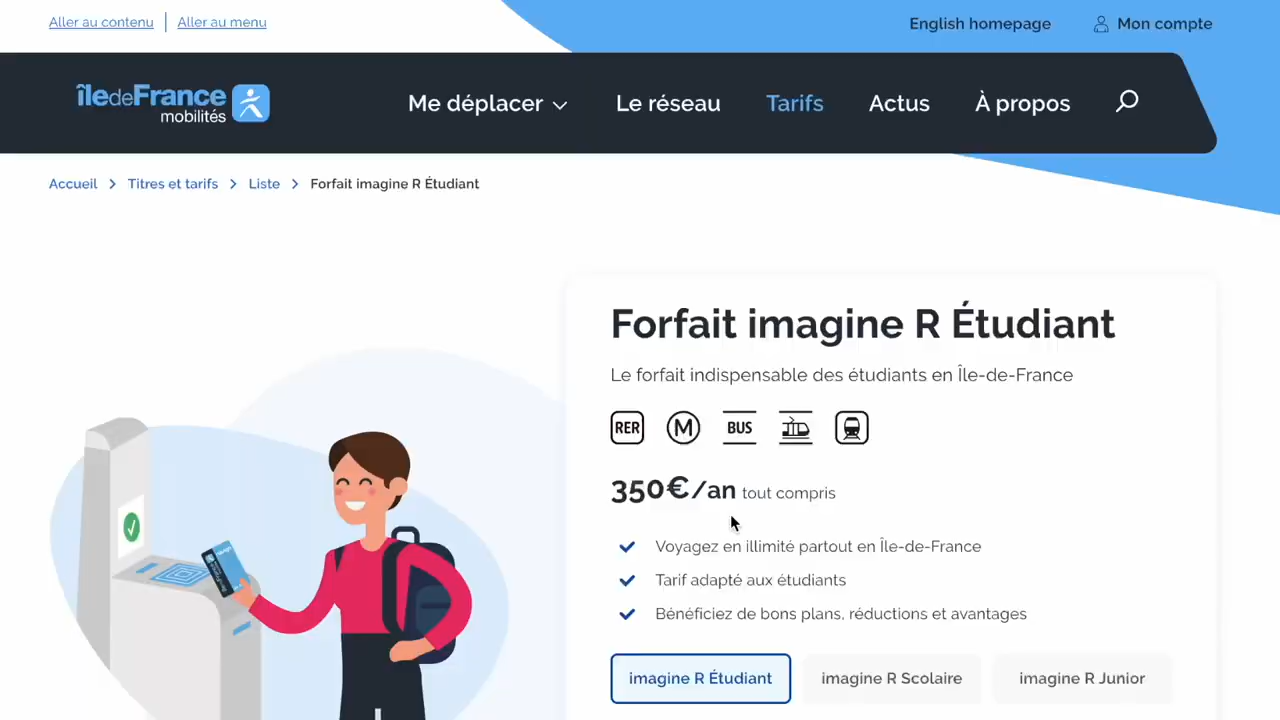 Aller au contenu
Aller au menu
English homepage
Mon compte
îledeFrance
mobilités
Me déplacer
Le réseau
Tarifs
Actus
À propos
Accueil
Titres et tarifs
Liste
Forfait imagine R Étudiant
Forfait imagine R Étudiant
Le forfait indispensable des étudiants en Île-de-France
RER
M
BUS
350€/an tout compris
Voyagez en illimité partout en Île-de-France
Tarif adapté aux étudiants
Bénéficiez de bons plans, réductions et avantages
imagine R Étudiant
imagine R Scolaire
imagine R Junior